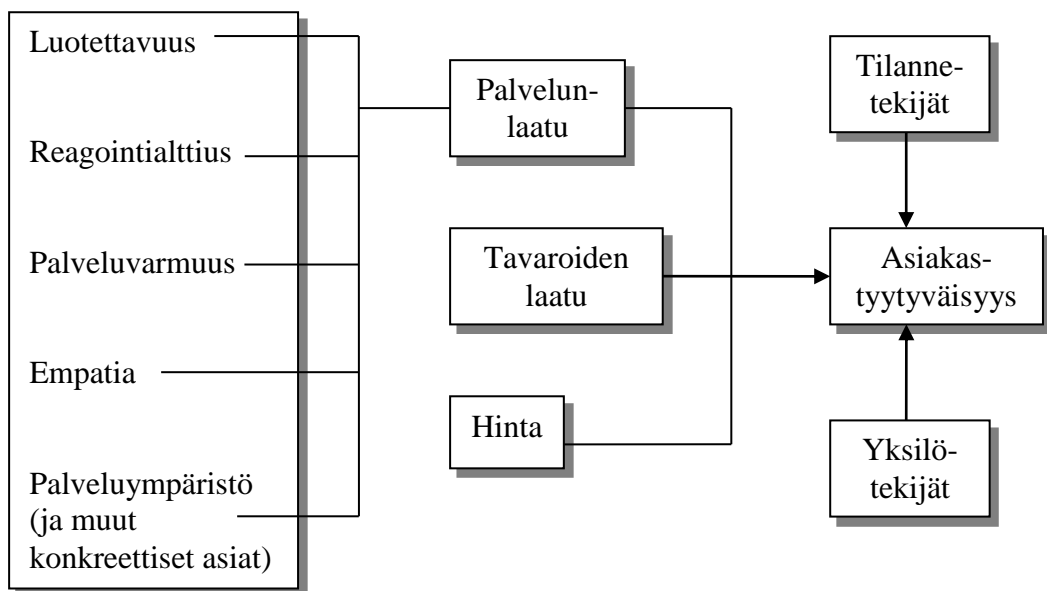 Luotettavuus
Reagointialttius
Palveluvarmuus
Empatia
Palveluympäristö
(ja muut
konkreettiset asiat)
Palvelun-
laatu
Tavaroiden
laatu
Hinta
Tilanne-
tekijät
Asiakas-
tyytyväisyys
Yksilö-
tekijät